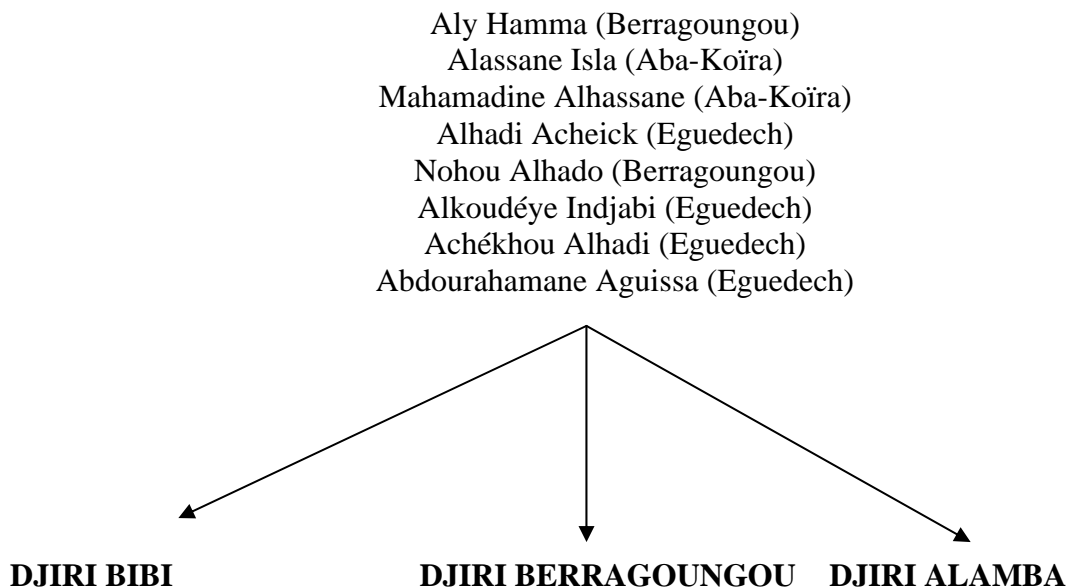 Aly Hamma (Berragoungou)
Alassane Isla (Aba-Koïra)
Mahamadine Alhassane (Aba-Koïra)
Alhadi Acheick (Eguedech)
Nohou Alhado (Berragoungou)
Alkoudéye Indjabi (Eguedech)
Achékhou Alhadi (Eguedech)
Abdourahamane Aguissa (Eguedech)
DJIRI BIBI DJIRI BERRAGOUNGOU DJIRI ALAMBA